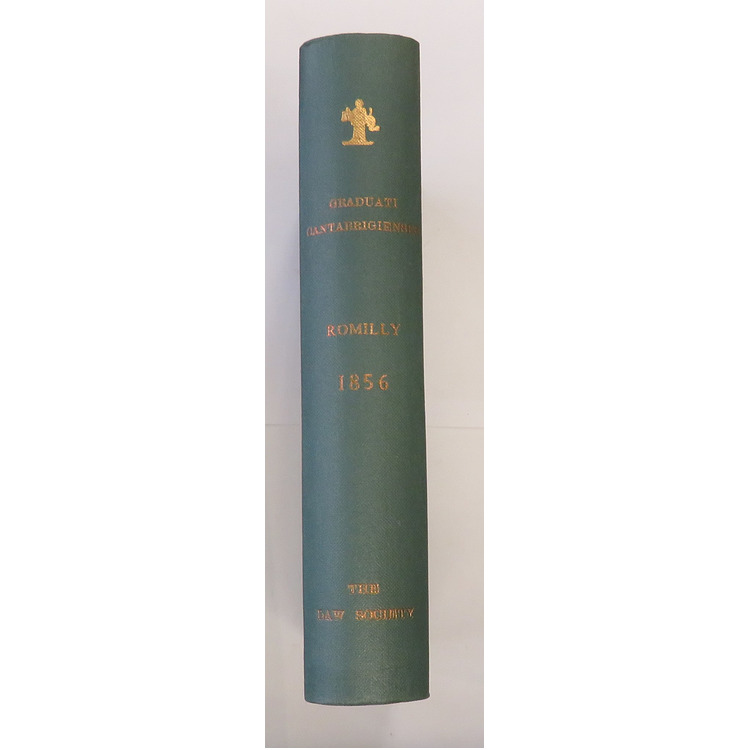 GRADUATI
CANTABRIGIENSES
ROMILLY
1856
THE
LAW SOCIETY